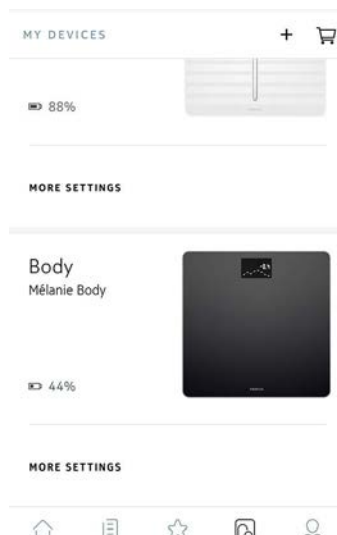 MY DEVICES
88%
MORE SETTINGS
Body
Mélanie Body
44%
MORE SETTINGS